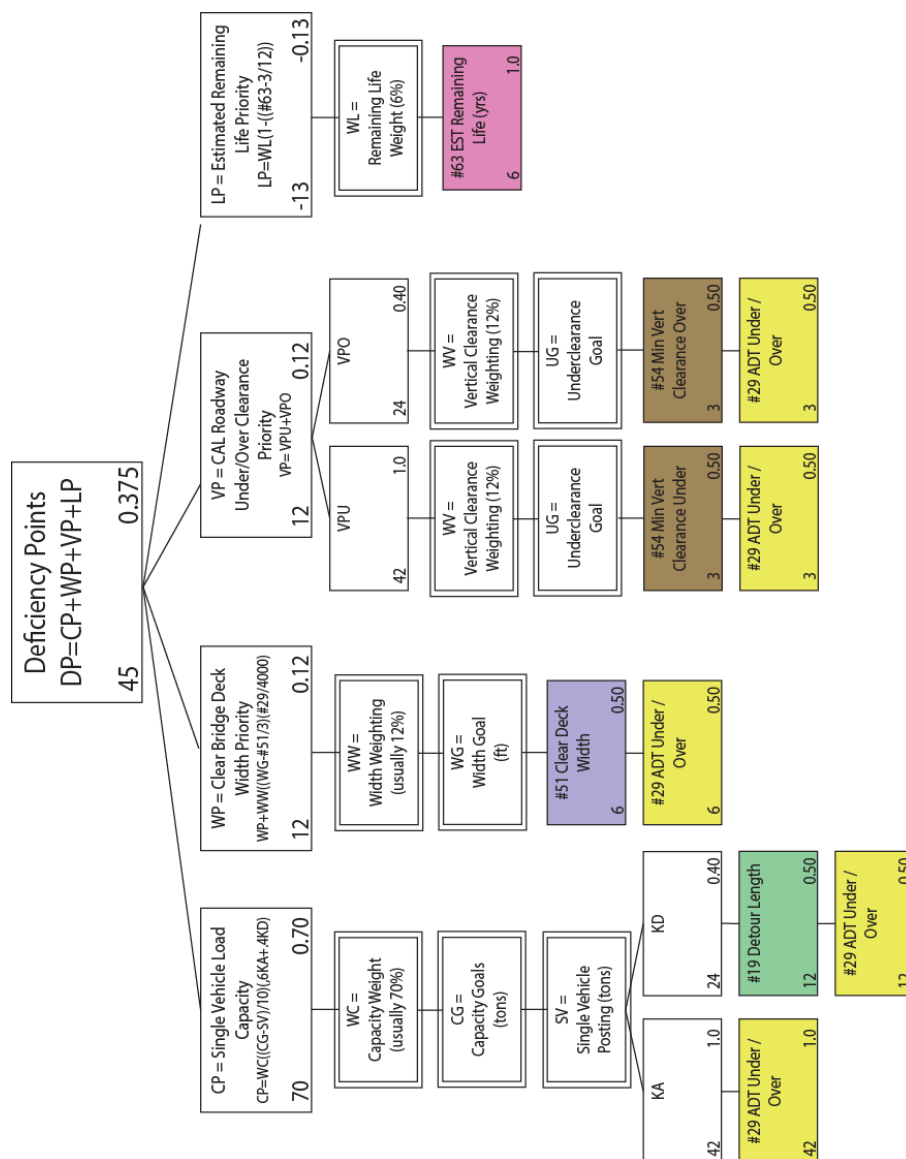 Deficiency Points
DP=CP+WP+VP+LP
45 0.375
CP = Single Vehicle Load
Capacity
CP=WC((CG-SV)/10)(.6KA+.4KD)
70 0.70
WC =
Capacity Weight
(usually 70%)
CG =
Capacity Goals
(tons)
SV =
Single Vehicle
Posting (tons)
KA
42 1.0
#29 ADT Under /
Over
42 1.0
KD
24 0.40
#19 Detour Length
12 0.50
#29 ADT Under /
Over
12 0.50
WP = Clear Bridge Deck
Width Priority
WP+WW((WG-#51/3)(#29/4000)
12 0.12
WW =
Width Weighting
(usually 12%)
WG =
Width Goal
(ft)
#51 Clear Deck
Width
6 0.50
#29 ADT Under /
Over
6 0.50
VP = CAL Roadway
Under/Over Clearance
Priority
VP= VPU+VPO
12 0.12
VPU
42 1.0
WV =
Vertical Clearance
Weighting (12%)
UG =
Underclearance
Goal
#54 Min Vert
Clearance Under
3 0.50
#29 ADT Under /
Over
3 0.50
VPO
24 0.40
WV =
Vertical Clearance
Weighting (12%)
UG =
Underclearance
Goal
#54 Min Vert
Clearance Over
3 0.50
#29 ADT Under /
Over
3 0.50
LP = Estimated Remaining
Life Priority
LP=WL(1-((#63-3/12))
-13 -0.13
WL =
Remaining Life
Weight (6%)
#63 EST Remaining
Life (yrs)
6 1.0